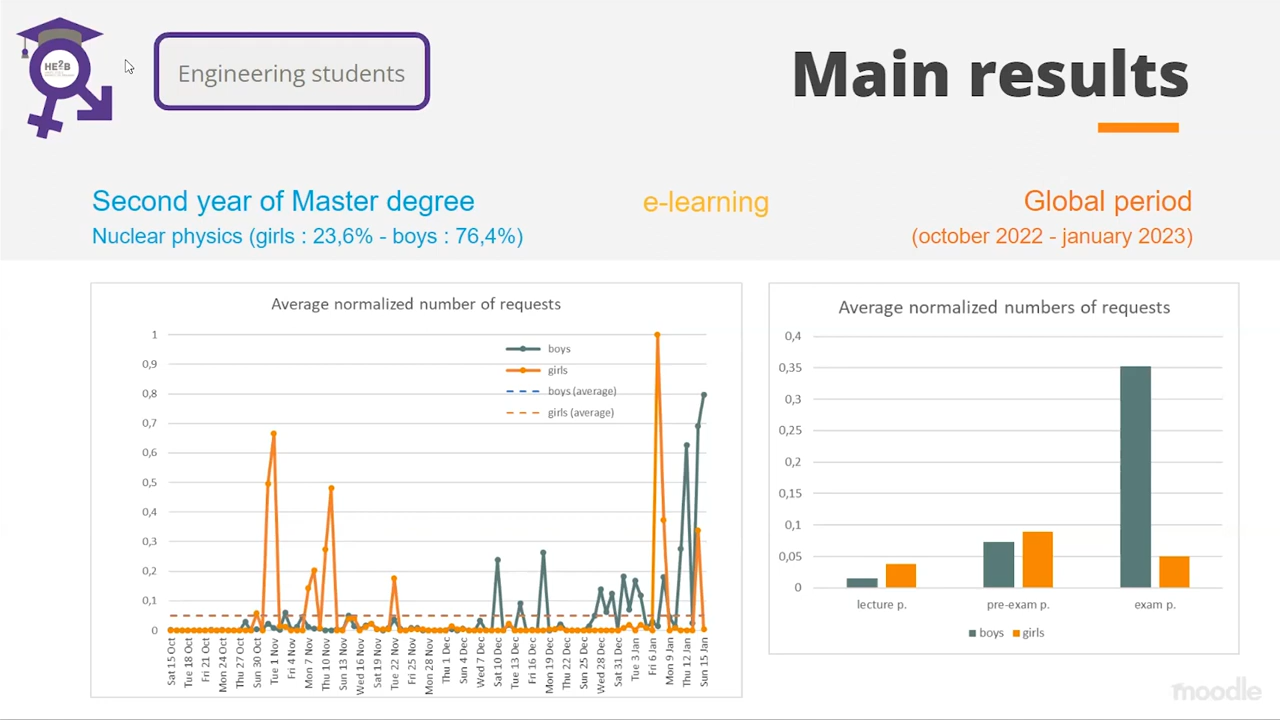 HE²B
Engineering students
Main results
Second year of Master degree
e-learning
Global period
Nuclear physics (girls : 23,6% - boys : 76,4%)
(october 2022 - january 2023)
Average normalized number of requests
1
0,9
0,8
0,7
0,6
0,5
0,4
0,3
0,2
0,1
0
boys
girls
boys (average)
girls (average)
Sat 15 Oct
Tue 18 Oct
Fri 21 Oct
Mon 24 Oct
Thu 27 Oct
Sun 30 Oct
Tue 1 Nov
Fri 4 Nov
Mon 7 Nov
Thu 10 Nov
Sun 13 Nov
Wed 16 Nov
Sat 19 Nov
Tue 22 Nov
Fri 25 Nov
Mon 28 Nov
Thu 1 Dec
Sun 4 Dec
Wed 7 Dec
Sat 10 Dec
Tue 13 Dec
Fri 16 Dec
Mon 19 Dec
Thu 22 Dec
Sun 25 Dec
Wed 28 Dec
Sat 31 Dec
Tue 3 Jan
Fri 6 Jan
Mon 9 Jan
Thu 12 Jan
Sun 15 Jan
Average normalized numbers of requests
0,4
0,35
0,3
0,25
0,2
0,15
0,1
0,05
0
lecture p.
pre-exam p.
exam p.
boys
girls
moodle